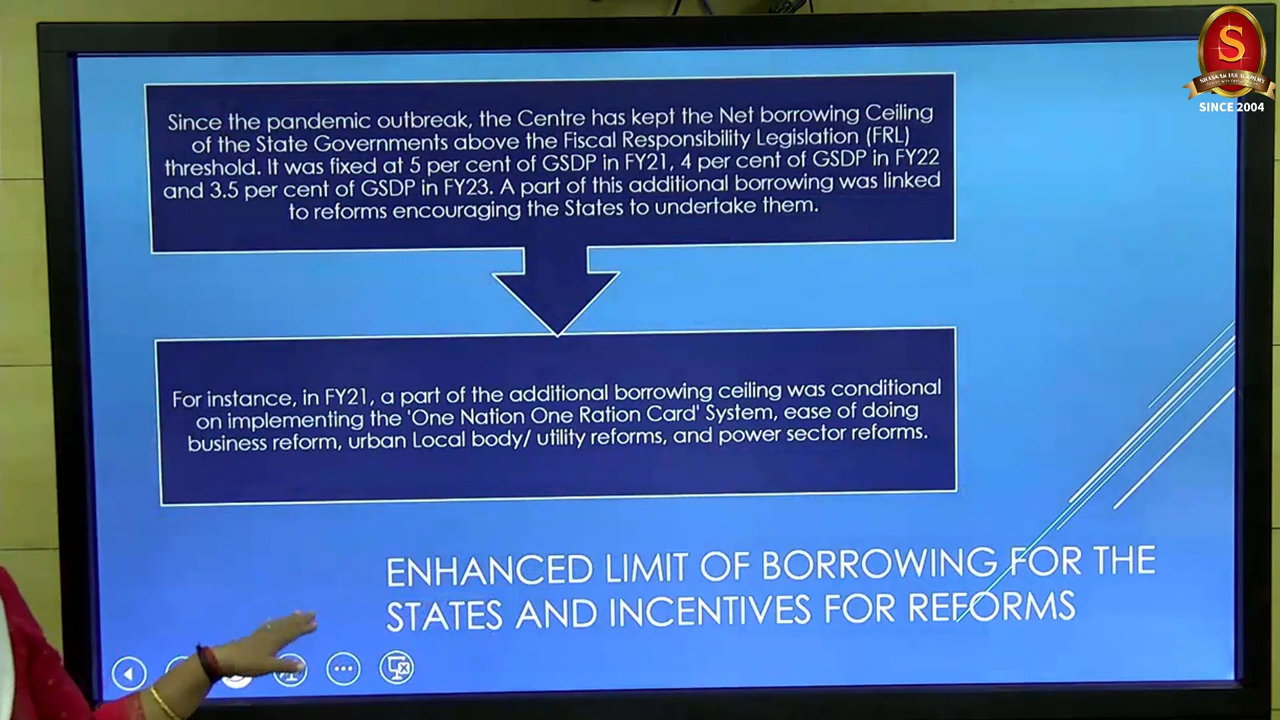 S
SHANKAR IAS ACADEMY
SINCE 2004
Since the pandemic outbreak, the Centre has kept the Net borrowing Ceiling
of the State Governments above the Fiscal Responsibility Legislation (FRL)
threshold. It was fixed at 5 per cent of GSDP in FY21, 4 per cent of GSDP in FY22
and 3.5 per cent of GSDP in FY23. A part of this additional borrowing was linked
to reforms encouraging the States to undertake them.
For instance, in FY21, a part of the additional borrowing ceiling was conditional
on implementing the 'One Nation One Ration Card' System, ease of doing
business reform, urban Local body/ utility reforms, and power sector reforms.
ENHANCED LIMIT OF BORROWING FOR THE
STATES AND INCENTIVES FOR REFORMS